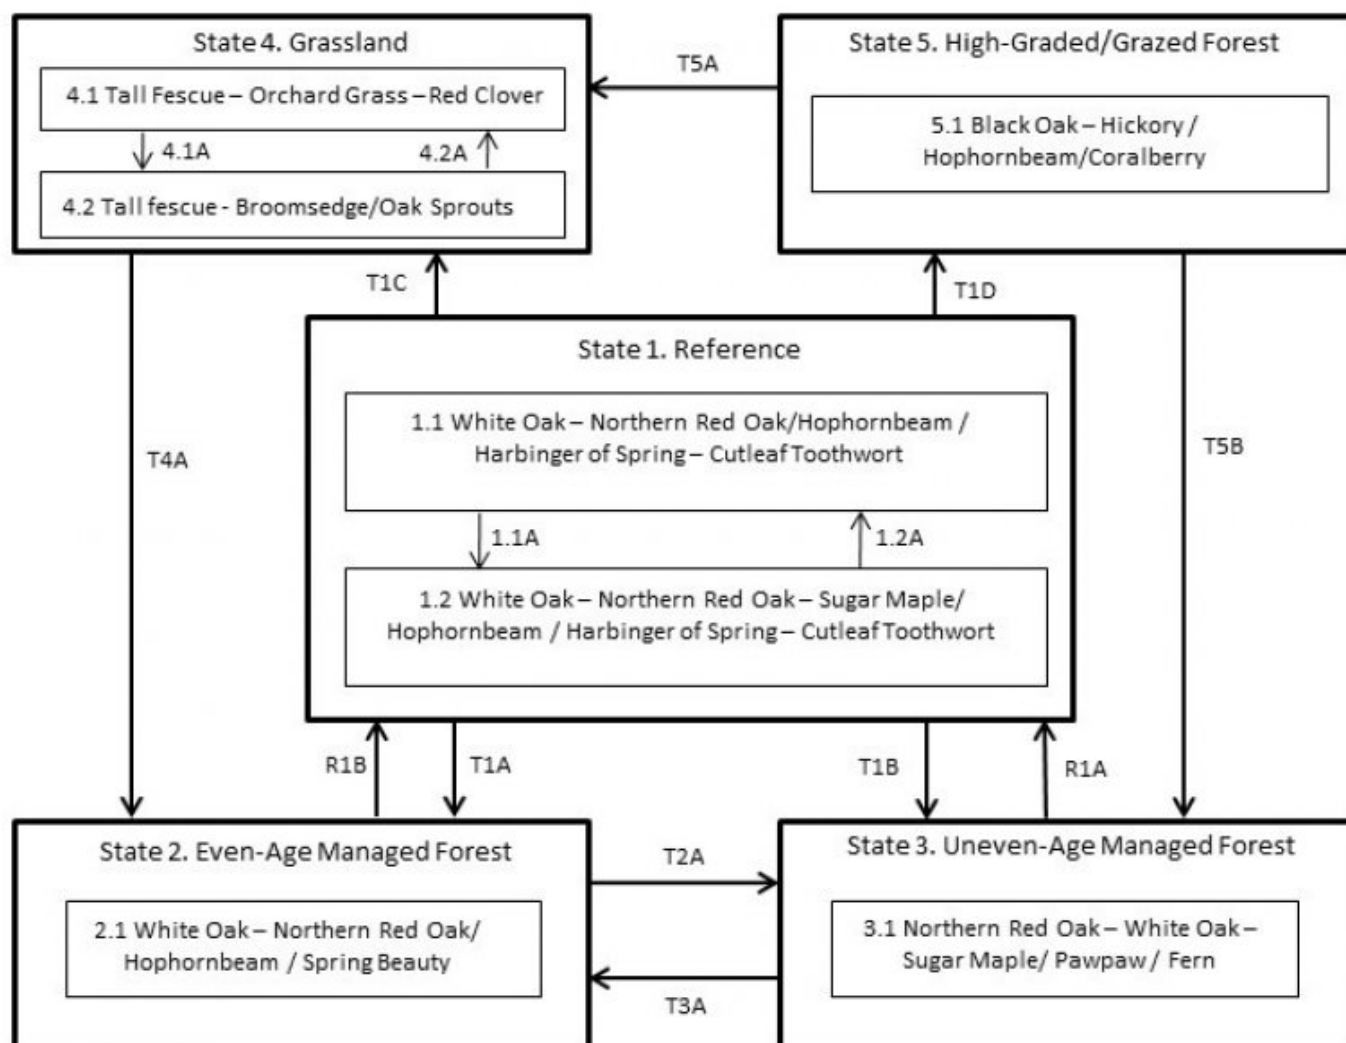 State 4. Grassland
4.1 Tall Fescue – Orchard Grass –Red Clover
4.1A
4.2A
4.2 Tall fescue - Broomsedge/Oak Sprouts
T5A
State 5. High-Graded/Grazed Forest
5.1 Black Oak – Hickory /
Hophornbeam/Coralberry
T1C
T1D
State 1. Reference
1.1 White Oak – Northern Red Oak/Hophornbeam /
Harbinger of Spring – Cutleaf Toothwort
1.1A
1.2A
1.2 White Oak – Northern Red Oak – Sugar Maple/
Hophornbeam / Harbinger of Spring – Cutleaf Toothwort
T4A
T5B
R1B
T1A
T1B
R1A
State 2. Even-Age Managed Forest
2.1 White Oak – Northern Red Oak/
Hophornbeam / Spring Beauty
T2A
T3A
State 3. Uneven-Age Managed Forest
3.1 Northern Red Oak – White Oak –
Sugar Maple/ Pawpaw / Fern